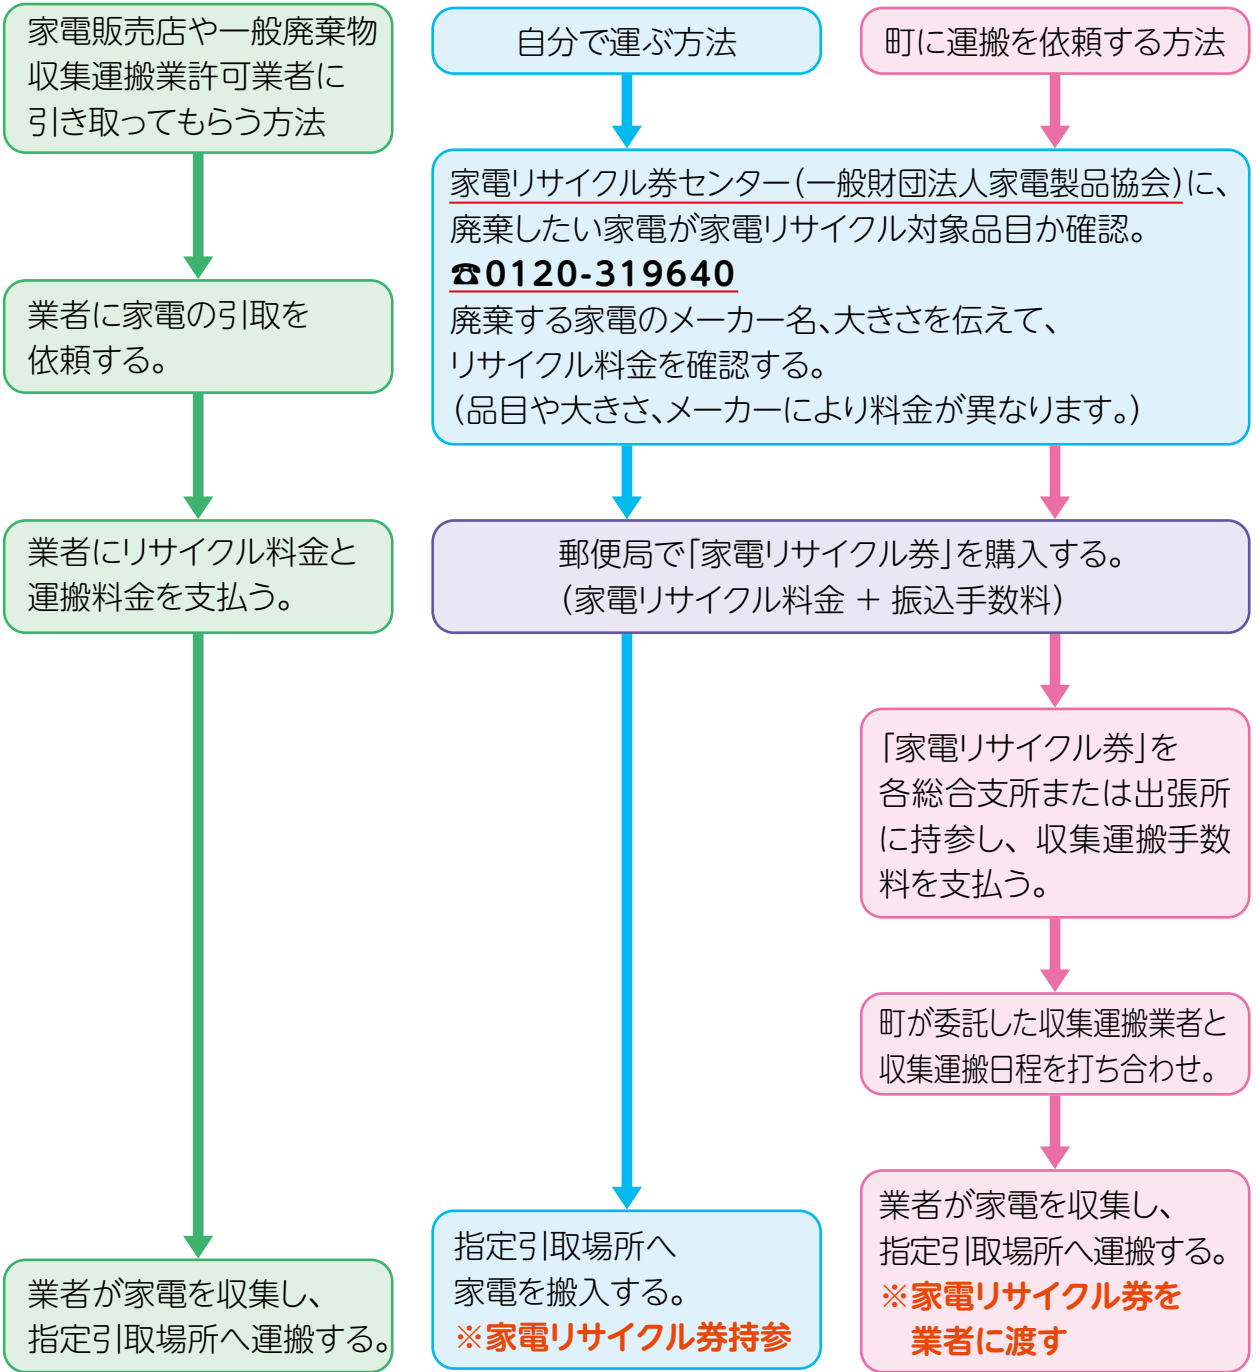 家電販売店や一般廃棄物
収集運搬業許可業者に
引き取ってもらう方法
業者に家電の引取を
依頼する。
業者にリサイクル料金と
運搬料金を支払う。
業者が家電を収集し、
指定引取場所へ運搬する。
自分で運ぶ方法
町に運搬を依頼する方法
家電リサイクル券センター(一般財団法人家電製品協会)に、
廃棄したい家電が家電リサイクル対象品目か確認。
☎0120-319640
廃棄する家電のメーカー名、大きさを伝えて、
リサイクル料金を確認する。
(品目や大きさ、メーカーにより料金が異なります。)
郵便局で「家電リサイクル券」を購入する。
(家電リサイクル料金 + 振込手数料)
指定引取場所へ
家電を搬入する。
※家電リサイクル券持参
「家電リサイクル券」を
各総合支所または出張所
に持参し、収集運搬手数
料を支払う。
町が委託した収集運搬業者と
収集運搬日程を打ち合わせ。
業者が家電を収集し、
指定引取場所へ運搬する。
※家電リサイクル券を
業者に渡す